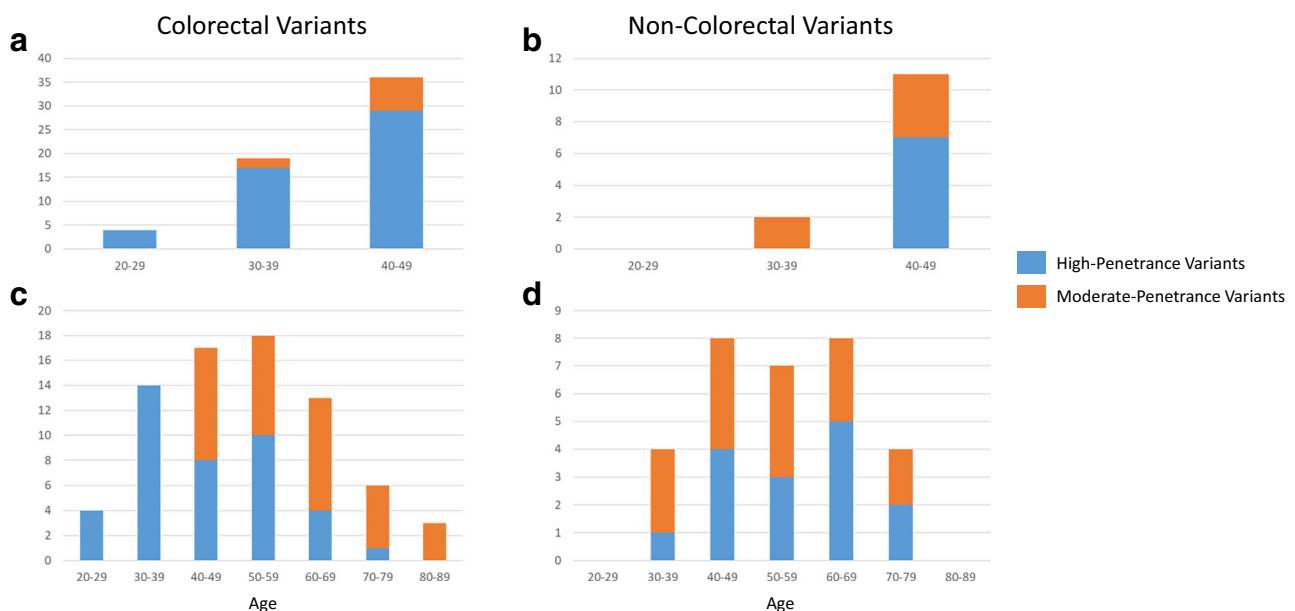 Colorectal Variants
Non-Colorectal Variants
a
40
35
30
25
20
15
10
5
0
20-29 30-39 40-49
b
12
10
8
6
4
2
0
20-29 30-39 40-49
High-Penetrance Variants
Moderate-Penetrance Variants
c
20
18
16
14
12
10
8
6
4
2
0
20-29 30-39 40-49 50-59 60-69 70-79 80-89
Age
d
9
8
7
6
5
4
3
2
1
0
20-29 30-39 40-49 50-59 60-69 70-79 80-89
Age